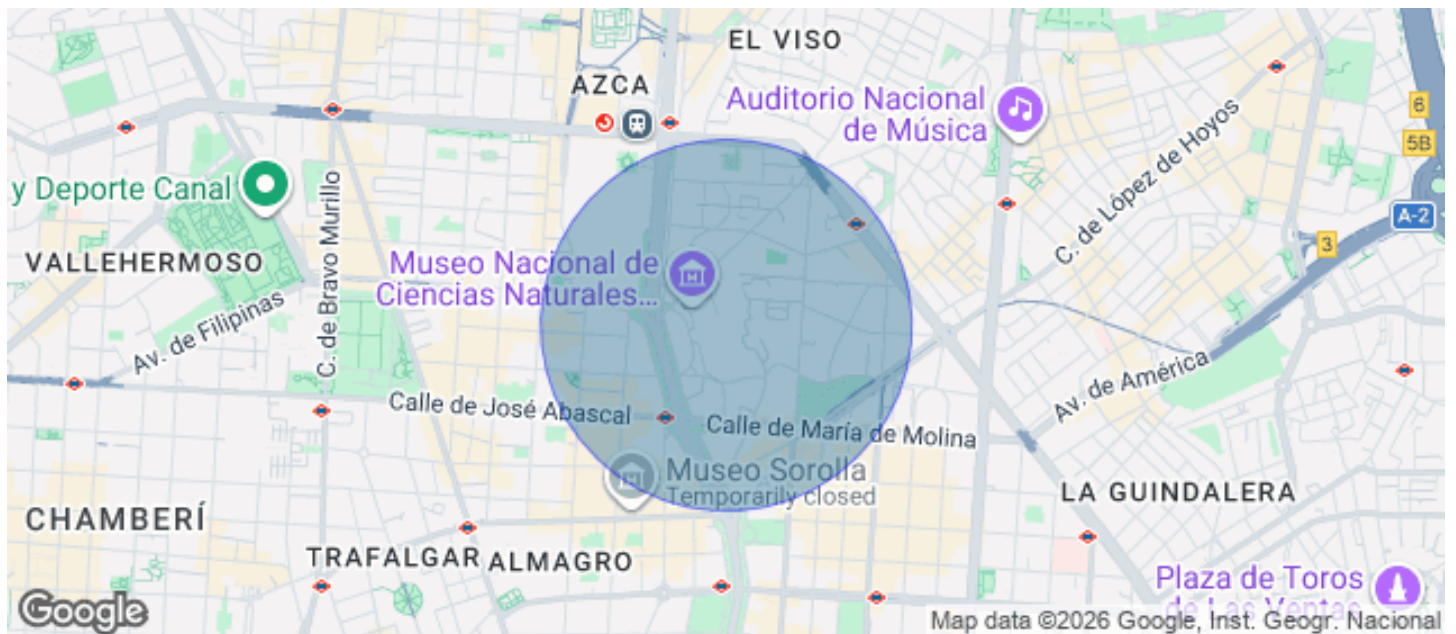 EL VISO
AZCA
Auditorio Nacional
de Música
6
5B
C. de López de Hoyos
y Deporte Canal
C. de Bravo Murillo
A-2
3
VALLEHERMOSO
Museo Nacional de
Ciencias Naturales...
Av. de Filipinas
Av. de América
Calle de José Abascal
Calle de María de Molina
Museo Sorolla
Temporarily closed
LA GUINDALERA
CHAMBERÍ
TRAFALGAR
ALMAGRO
Plaza de Toros
de Las Ventas
Google
Map data ©2026 Google, Inst. Geogr. Nacional